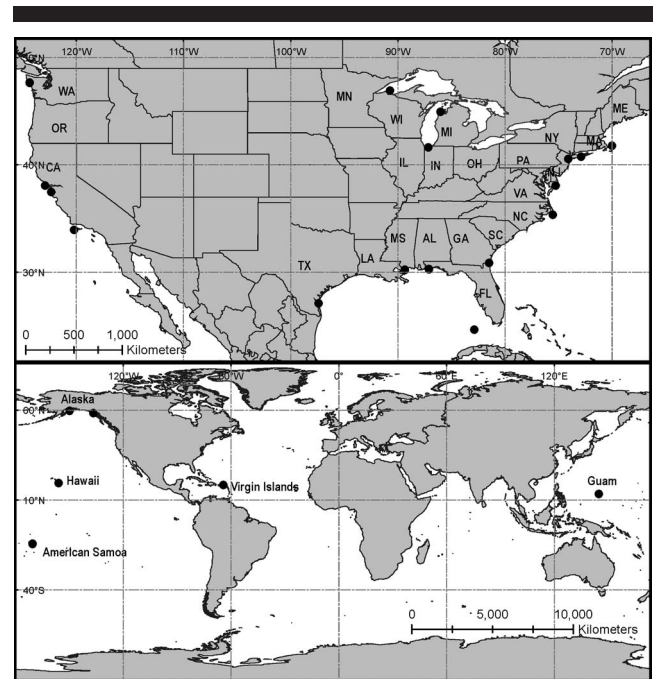 120°W 110°W 100°W 90°W 80°W 70°W
WA MN ME
OR WI MI NY MA
40°N CA IL IN OH PA NJ
VA
NC
MS AL GA SC
30°N TX LA
FL
0 500 1,000
Kilometers
120°W 60°W 0° 60°E 120°E
Alaska
60°N
Hawaii Virgin Islands Guam
10°N
American Samoa
40°S
0 5,000 10,000
Kilometers